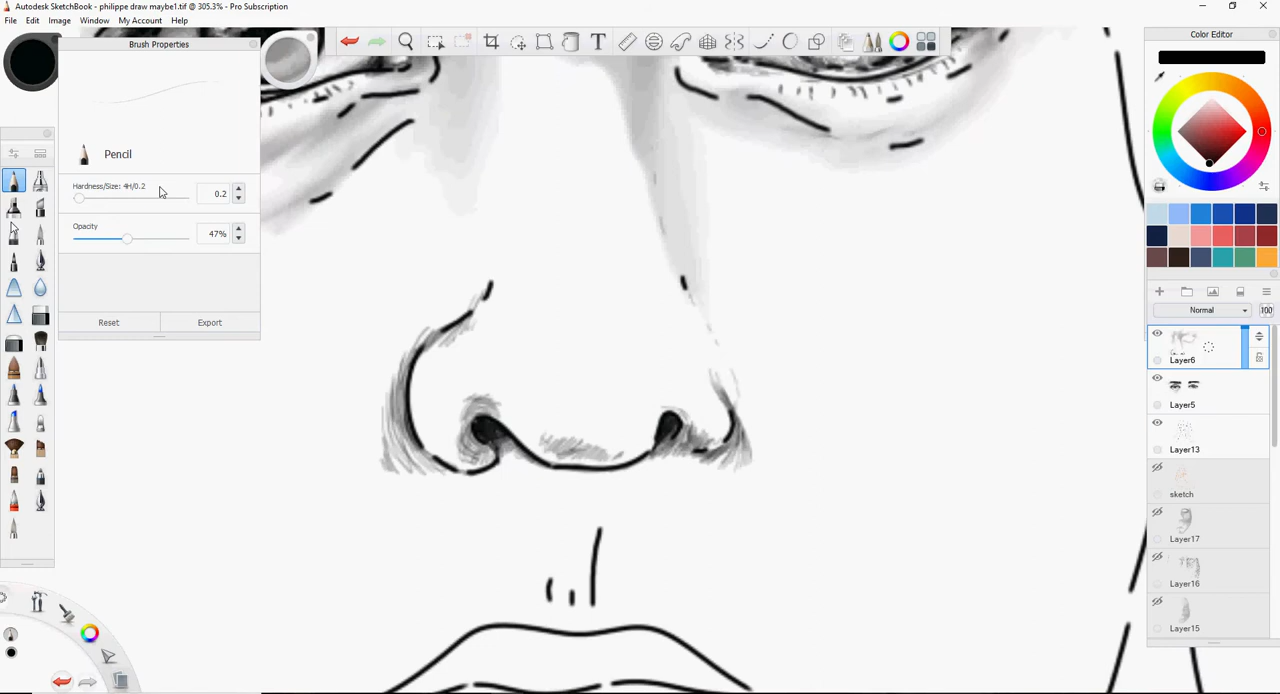 Autodesk SketchBook - philippe draw maybe1.tif @ 305.3% - Pro Subscription
File Edit Image Window My Account Help
Brush Properties
Pencil
Hardness/Size: 4H/0.2
0.2
Opacity
47%
Reset Export
Color Editor
Normal 100
Layer6
Layer5
Layer13
sketch
Layer17
Layer16
Layer15